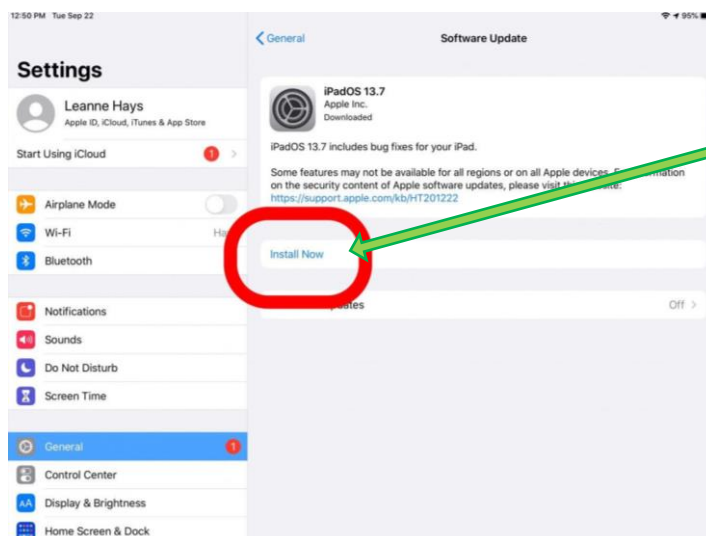 12:50 PM Tue Sep 22
95%
Settings
Leanne Hays
Apple ID, iCloud, iTunes & App Store
Start Using iCloud
1
Airplane Mode
Wi-Fi
Bluetooth
Notifications
Sounds
Do Not Disturb
Screen Time
General
1
Control Center
Display & Brightness
Home Screen & Dock
General
Software Update
iPadOS 13.7
Apple Inc.
Downloaded
iPadOS 13.7 includes bug fixes for your iPad.
Some features may not be available for all regions or on all Apple devices.
on the security content of Apple software updates, please visit
https://support.apple.com/kb/HT201222
Install Now
Off